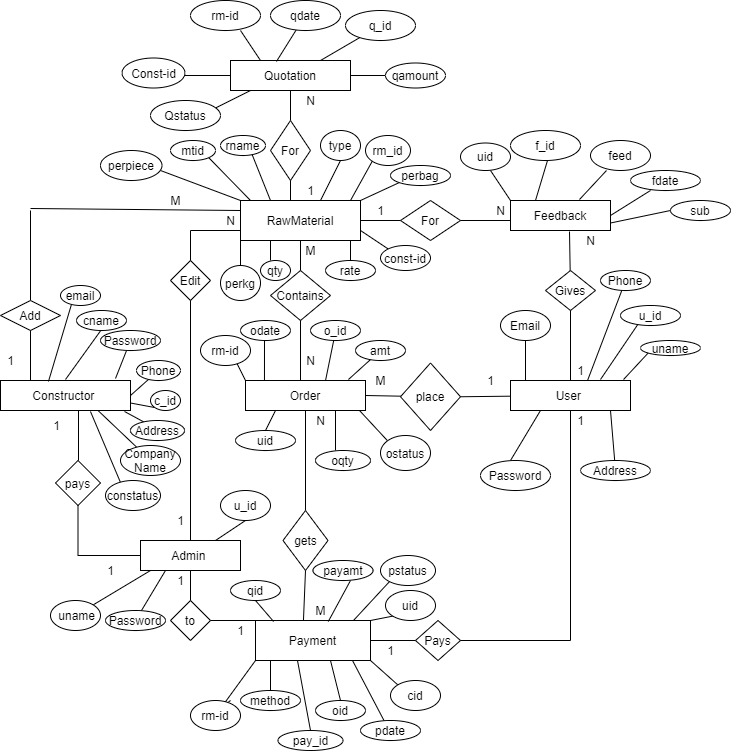 rm-id
qdate
q_id
Const-id
Quotation
qamount
Qstatus
N
For
perpiece
mtid
rname
type
rm_id
perbag
1
uid
f_id
feed
fdate
sub
M
N
RawMaterial
1
For
N
Feedback
N
perkg
qty
M
rate
const-id
Edit
Contains
Gives
Add
email
cname
Password
Phone
c_id
Address
Company
Name
constatus
1
Constructor
1
rm-id
odate
o_id
amt
N
M
Order
N
uid
oqty
ostatus
place
1
Email
Phone
u_id
uname
1
User
1
Password
Address
pays
1
u_id
Admin
1
1
uname
Password
to
1
gets
M
qid
payamt
pstatus
uid
Payment
1
Pays
rm-id
method
pay_id
oid
pdate
cid